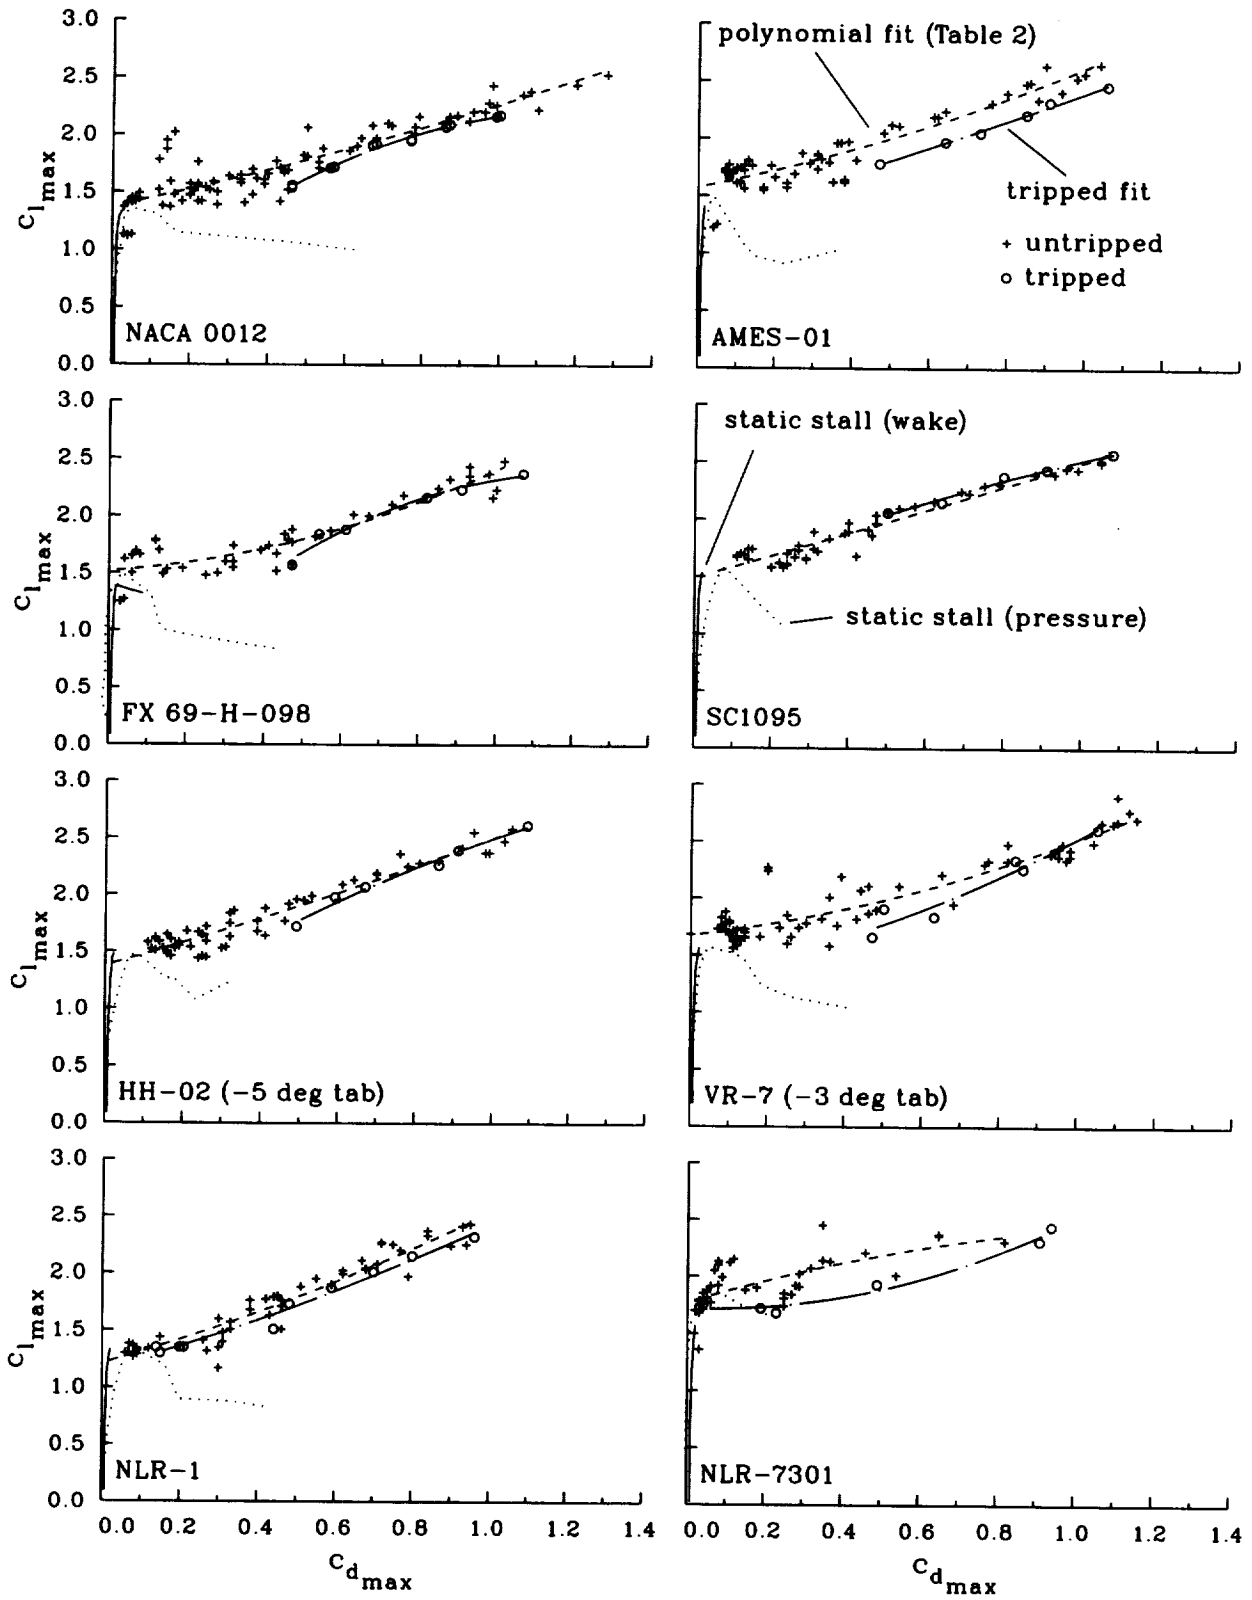 3.0
2.5
2.0
1.5
1.0
0.5
0.0
C_l_max
NACA 0012
polynomial fit (Table 2)
tripped fit
+ untripped
o tripped
AMES-01
3.0
2.5
2.0
1.5
1.0
0.5
0.0
C_l_max
FX 69-H-098
static stall (wake)
static stall (pressure)
SC1095
3.0
2.5
2.0
1.5
1.0
0.5
0.0
C_l_max
HH-02 (-5 deg tab)
VR-7 (-3 deg tab)
3.0
2.5
2.0
1.5
1.0
0.5
0.0
C_l_max
NLR-1
NLR-7301
0.0 0.2 0.4 0.6 0.8 1.0 1.2 1.4
C_d_max
0.0 0.2 0.4 0.6 0.8 1.0 1.2 1.4
C_d_max